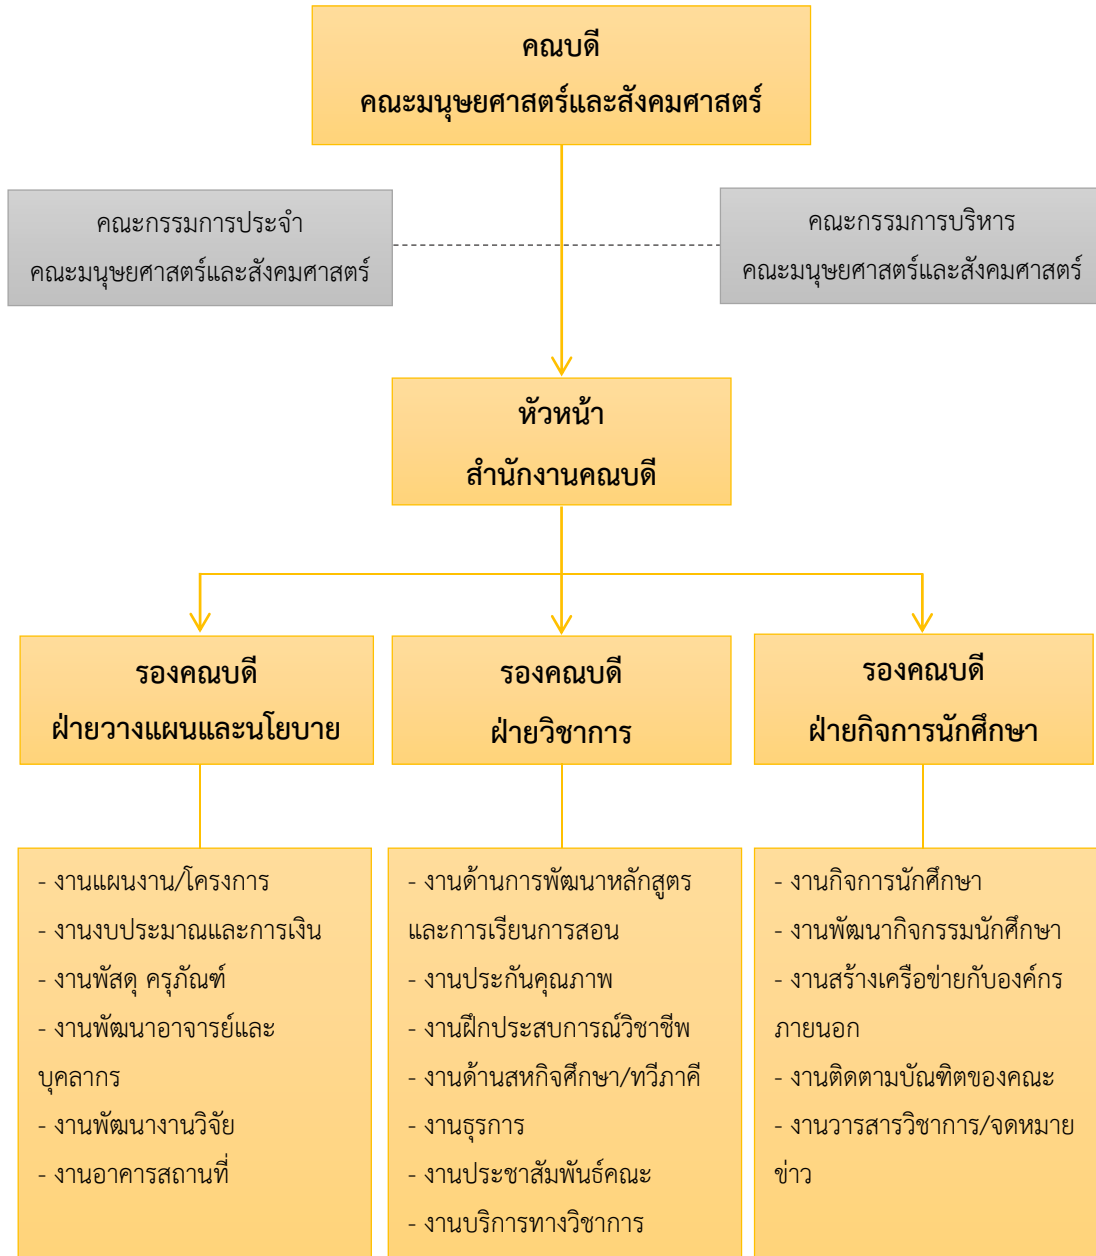 คณบดี
คณะมนุษยศาสตร์และสังคมศาสตร์
คณะกรรมการประจำ
คณะมนุษยศาสตร์และสังคมศาสตร์
คณะกรรมการบริหาร
คณะมนุษยศาสตร์และสังคมศาสตร์
หัวหน้า
สำนักงานคณบดี
รองคณบดี
ฝ่ายวางแผนและนโยบาย
รองคณบดี
ฝ่ายวิชาการ
รองคณบดี
ฝ่ายกิจการนักศึกษา
- งานแผนงาน/โครงการ
- งานงบประมาณและการเงิน
- งานพัสดุ ครุภัณฑ์
- งานพัฒนาอาจารย์และ
บุคลากร
- งานพัฒนางานวิจัย
- งานอาคารสถานที่
- งานด้านการพัฒนาหลักสูตร
และการเรียนการสอน
- งานประกันคุณภาพ
- งานฝึกประสบการณ์วิชาชีพ
- งานด้านสหกิจศึกษา/ทวีภาคี
- งานธุรการ
- งานประชาสัมพันธ์คณะ
- งานบริการทางวิชาการ
- งานกิจการนักศึกษา
- งานพัฒนากิจกรรมนักศึกษา
- งานสร้างเครือข่ายกับองค์กร
ภายนอก
- งานติดตามบัณฑิตของคณะ
- งานวารสารวิชาการ/จดหมาย
ข่าว